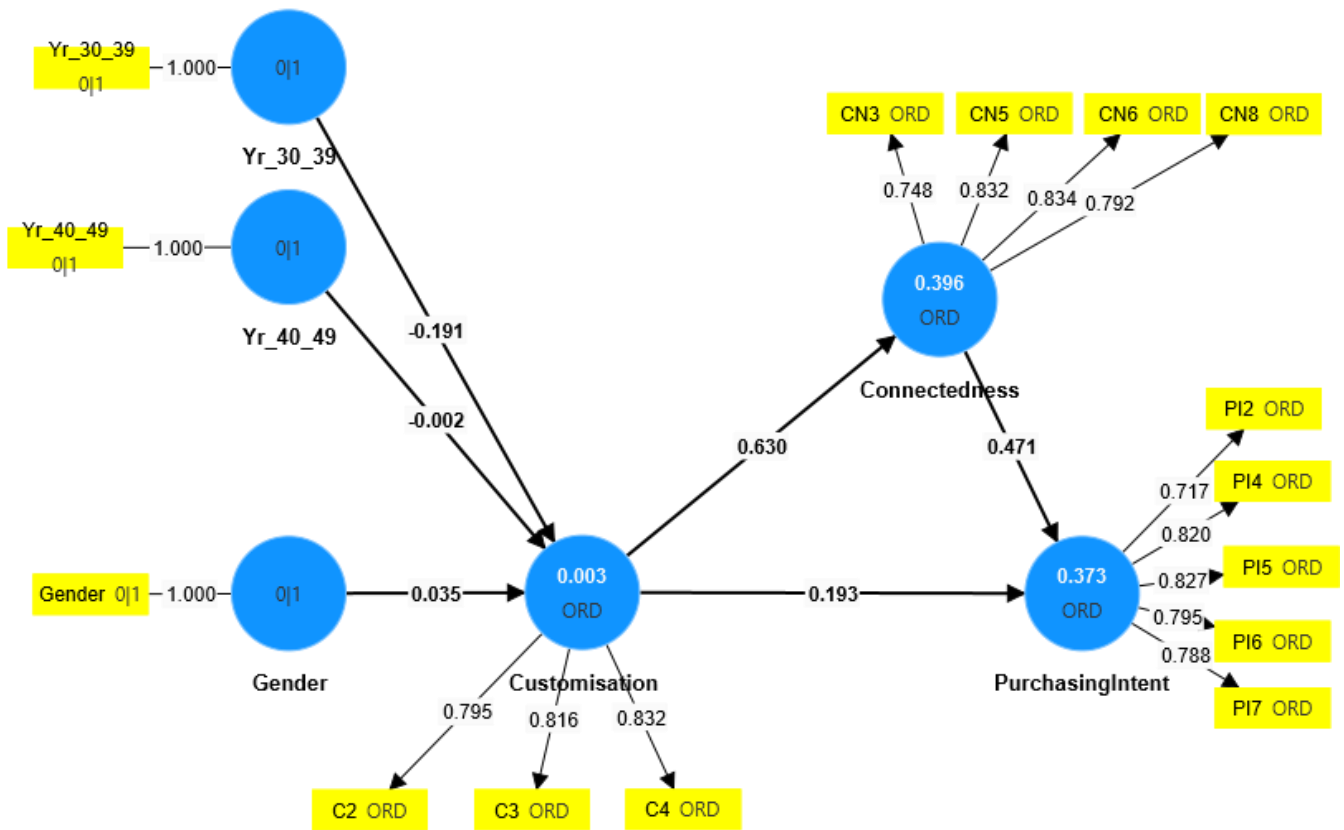 Yr_30_39
0|1
1.000
0|1
Yr_30_39
Yr_40_49
0|1
1.000
0|1
Yr_40_49
-0.191
-0.002
Gender 0|1
1.000
0|1
Gender
0.035
0.003
ORD
Customisation
0.795
0.816
0.832
C2 ORD
C3 ORD
C4 ORD
0.630
0.193
CN3 ORD
CN5 ORD
CN6 ORD
CN8 ORD
0.748
0.832
0.834
0.792
0.396
ORD
Connectedness
0.471
0.373
ORD
PurchasingIntent
0.717
0.820
0.827
0.795
0.788
PI2 ORD
PI4 ORD
PI5 ORD
PI6 ORD
PI7 ORD